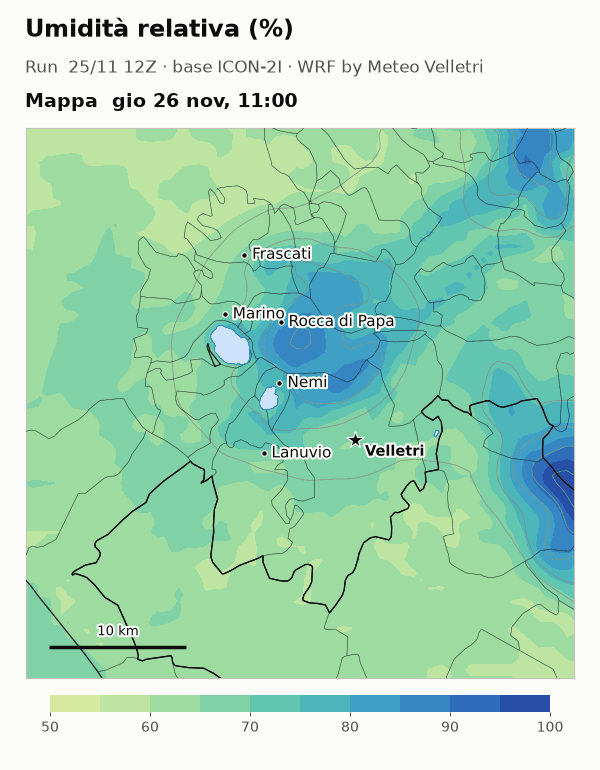 Umidità relativa (%)
Run  25/11 12Z · base ICON-2I · WRF by Meteo Velletri
Mappa  gio 26 nov, 11:00
Frascati
Marino
Rocca di Papa
Nemi
Velletri
Lanuvio
10 km
50 60 70 80 90 100